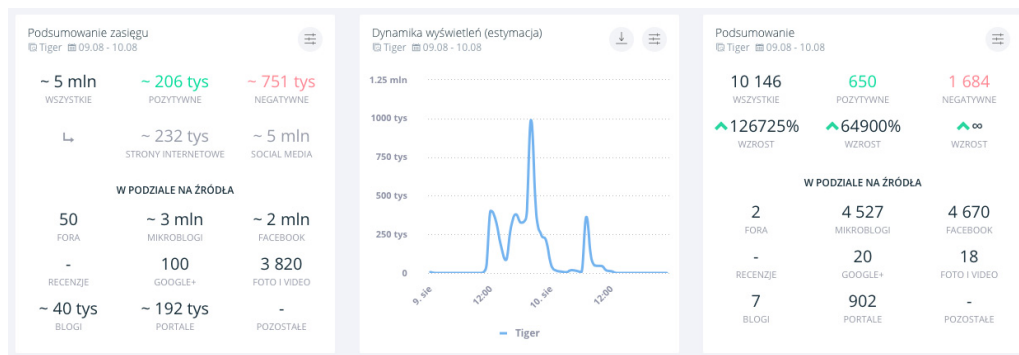 Podsumowanie zasięgu
Tiger 09.08 - 10.08
~ 5 mln ~ 206 tys ~ 751 tys
WSZYSTKIE POZYTYWNE NEGATYWNE
~ 232 tys ~ 5 mln
STRONY INTERNETOWE SOCIAL MEDIA
W PODZIALE NA ŹRÓDŁA
50 ~ 3 mln ~ 2 mln
FORA MIKROBLOGI FACEBOOK
- 100 3 820
RECENZJE GOOGLE+ FOTO I VIDEO
~ 40 tys ~ 192 tys -
BLOGI PORTALE POZOSTAŁE
Dynamika wyświetleń (estymacja)
Tiger 09.08 - 10.08
1.25 mln
1000 tys
750 tys
500 tys
250 tys
0
9. sie 12:00 10. sie 12:00
Tiger
Podsumowanie
Tiger 09.08 - 10.08
10 146 650 1 684
WSZYSTKIE POZYTYWNE NEGATYWNE
126725% 64900% ∞
WZROST WZROST WZROST
W PODZIALE NA ŹRÓDŁA
2 4 527 4 670
FORA MIKROBLOGI FACEBOOK
- 20 18
RECENZJE GOOGLE+ FOTO I VIDEO
7 902 -
BLOGI PORTALE POZOSTAŁE